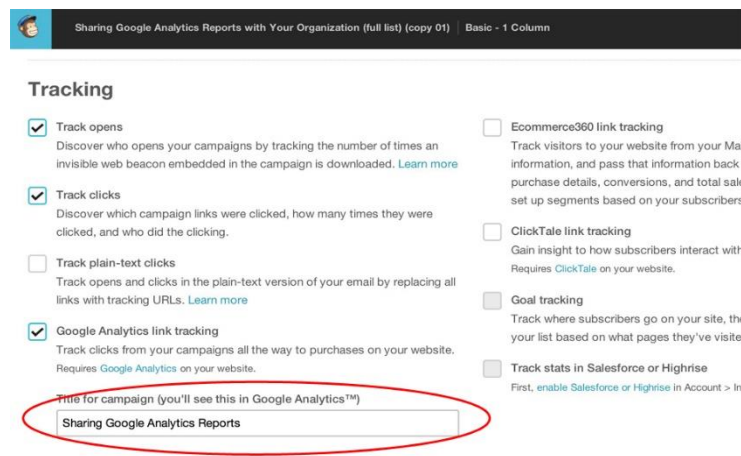 Sharing Google Analytics Reports with Your Organization (full list) (copy 01) | Basic - 1 Column
Tracking
Track opens
Discover who opens your campaigns by tracking the number of times an
invisible web beacon embedded in the campaign is downloaded. Learn more
Track clicks
Discover which campaign links were clicked, how many times they were
clicked, and who did the clicking.
Track plain-text clicks
Track opens and clicks in the plain-text version of your email by replacing all
links with tracking URLs. Learn more
Google Analytics link tracking
Track clicks from your campaigns all the way to purchases on your website.
Requires Google Analytics on your website.
Title for campaign (you'll see this in Google Analytics™)
Sharing Google Analytics Reports
Ecommerce360 link tracking
Track visitors to your website from your Ma
information, and pass that information back
purchase details, conversions, and total sal
set up segments based on your subscribers
ClickTale link tracking
Gain insight to how subscribers interact with
Requires ClickTale on your website.
Goal tracking
Track where subscribers go on your site, the
your list based on what pages they've visite
Track stats in Salesforce or Highrise
First, enable Salesforce or Highrise in Account > In